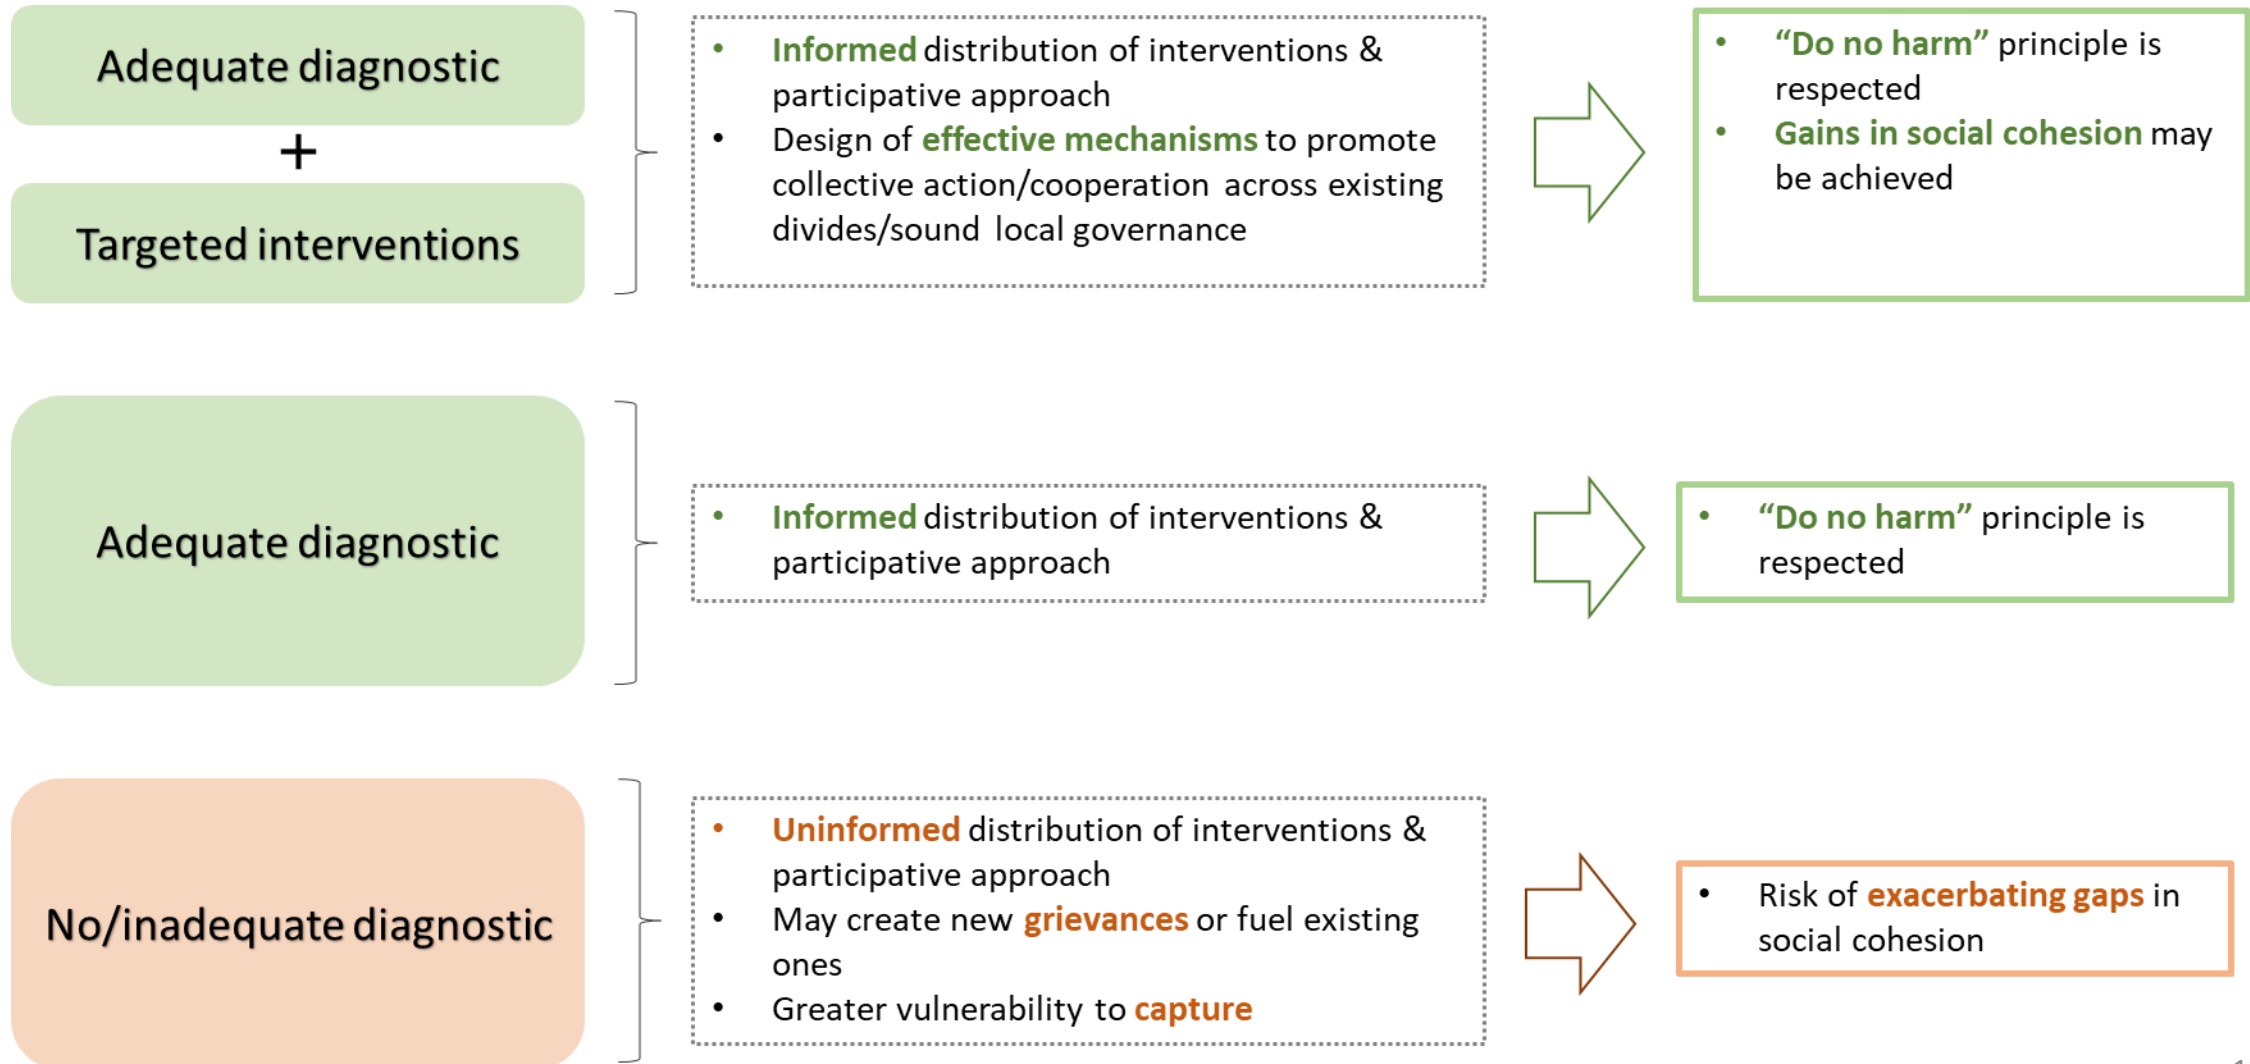 Adequate diagnostic
+
Targeted interventions
• Informed distribution of interventions &
participative approach
• Design of effective mechanisms to promote
collective action/cooperation across existing
divides/sound local governance
• “Do no harm” principle is
respected
• Gains in social cohesion may
be achieved
Adequate diagnostic
• Informed distribution of interventions &
participative approach
• “Do no harm” principle is
respected
No/inadequate diagnostic
• Uninformed distribution of interventions &
participative approach
• May create new grievances or fuel existing
ones
• Greater vulnerability to capture
• Risk of exacerbating gaps in
social cohesion